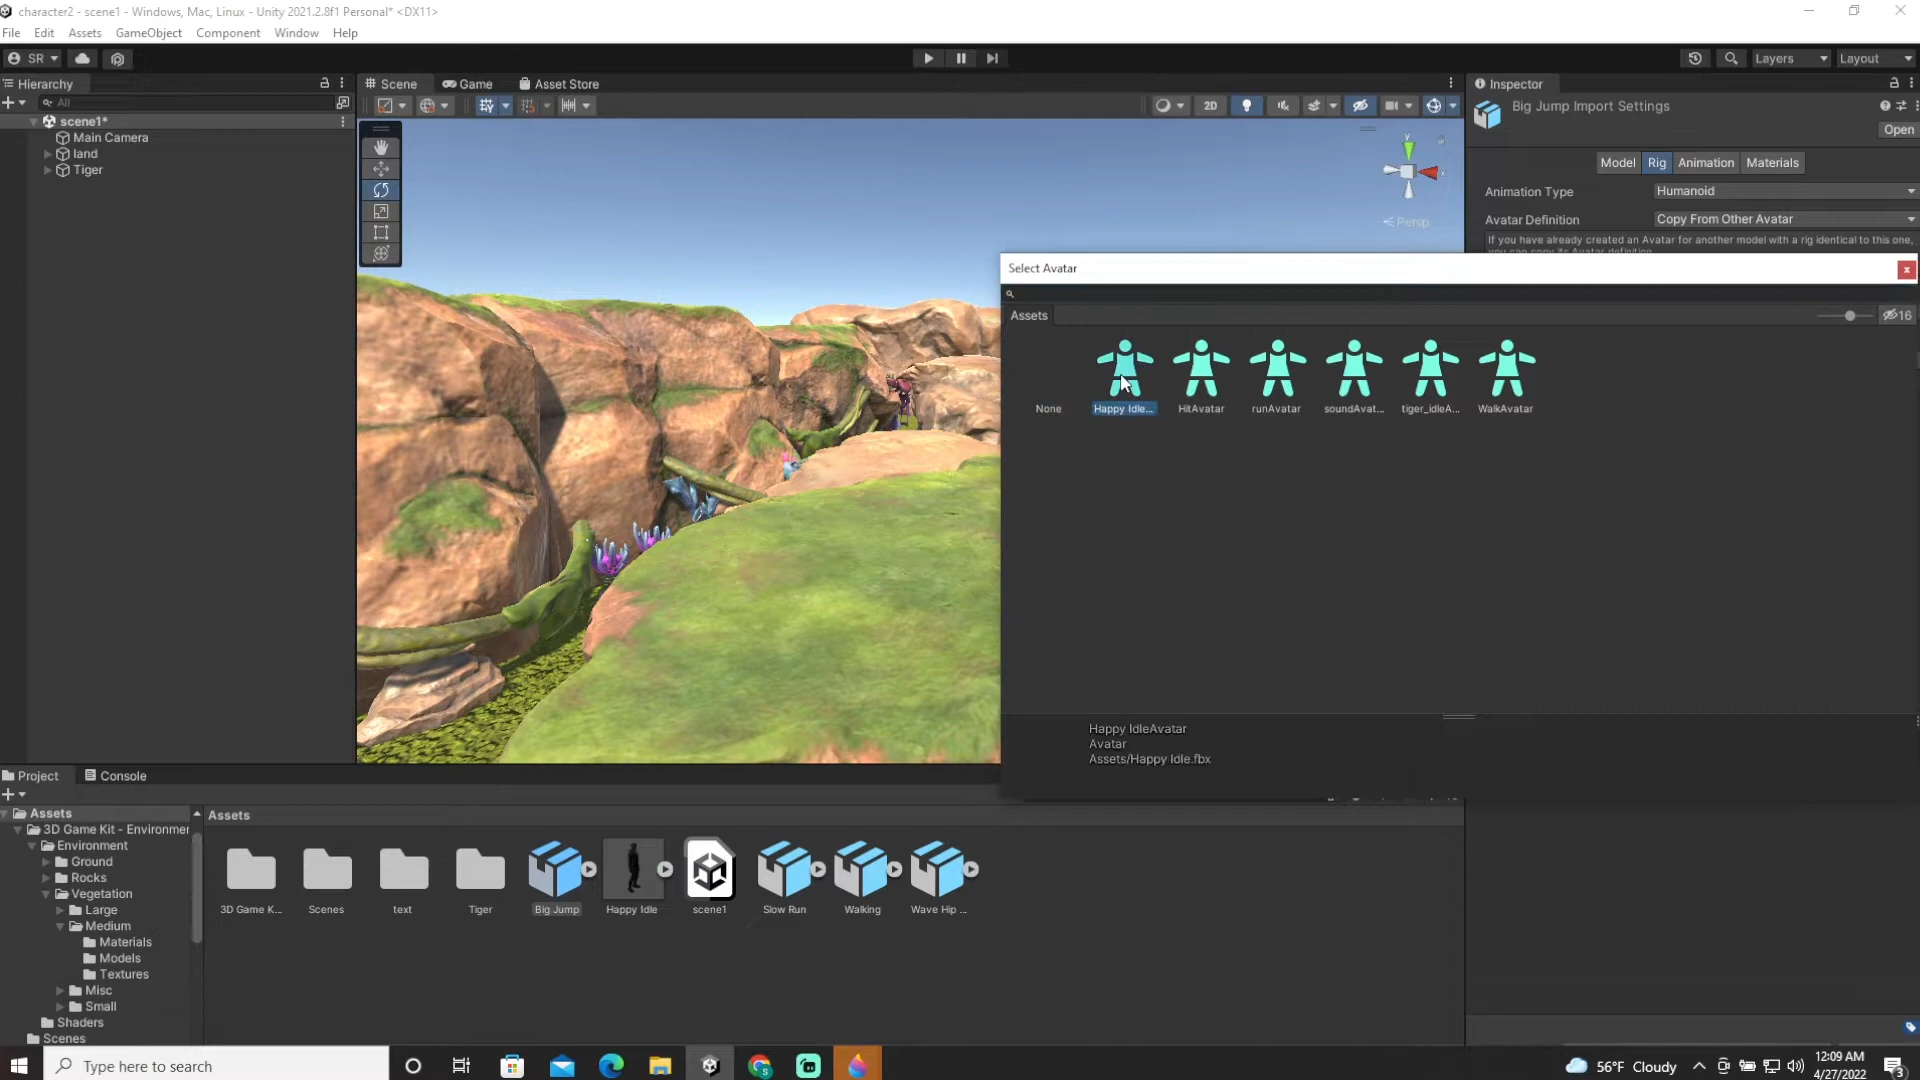 character2 - scene1 - Windows, Mac, Linux - Unity 2021.2.8f1 Personal* <DX11>
File Edit Assets GameObject Component Window Help
SR Layers Layout
Hierarchy
All
scene1*
Main Camera
land
Tiger
Scene Game Asset Store
2D
y
x
Persp
Inspector
Big Jump Import Settings
Open
Model Rig Animation Materials
Animation Type Humanoid
Avatar Definition Copy From Other Avatar
If you have already created an Avatar for another model with a rig identical to this one,
you can copy its Avatar definition.
Select Avatar
Assets
16
None Happy Idle... HitAvatar runAvatar soundAvat... tiger_idleA... WalkAvatar
Happy IdleAvatar
Avatar
Assets/Happy Idle.fbx
Project Console
Assets
3D Game Kit - Environmer
Environment
Ground
Rocks
Vegetation
Large
Medium
Materials
Models
Textures
Misc
Small
Shaders
Scenes
Assets
3D Game K... Scenes text Tiger Big Jump Happy Idle scene1 Slow Run Walking Wave Hip ...
Type here to search
56°F Cloudy
12:09 AM
4/27/2022
3